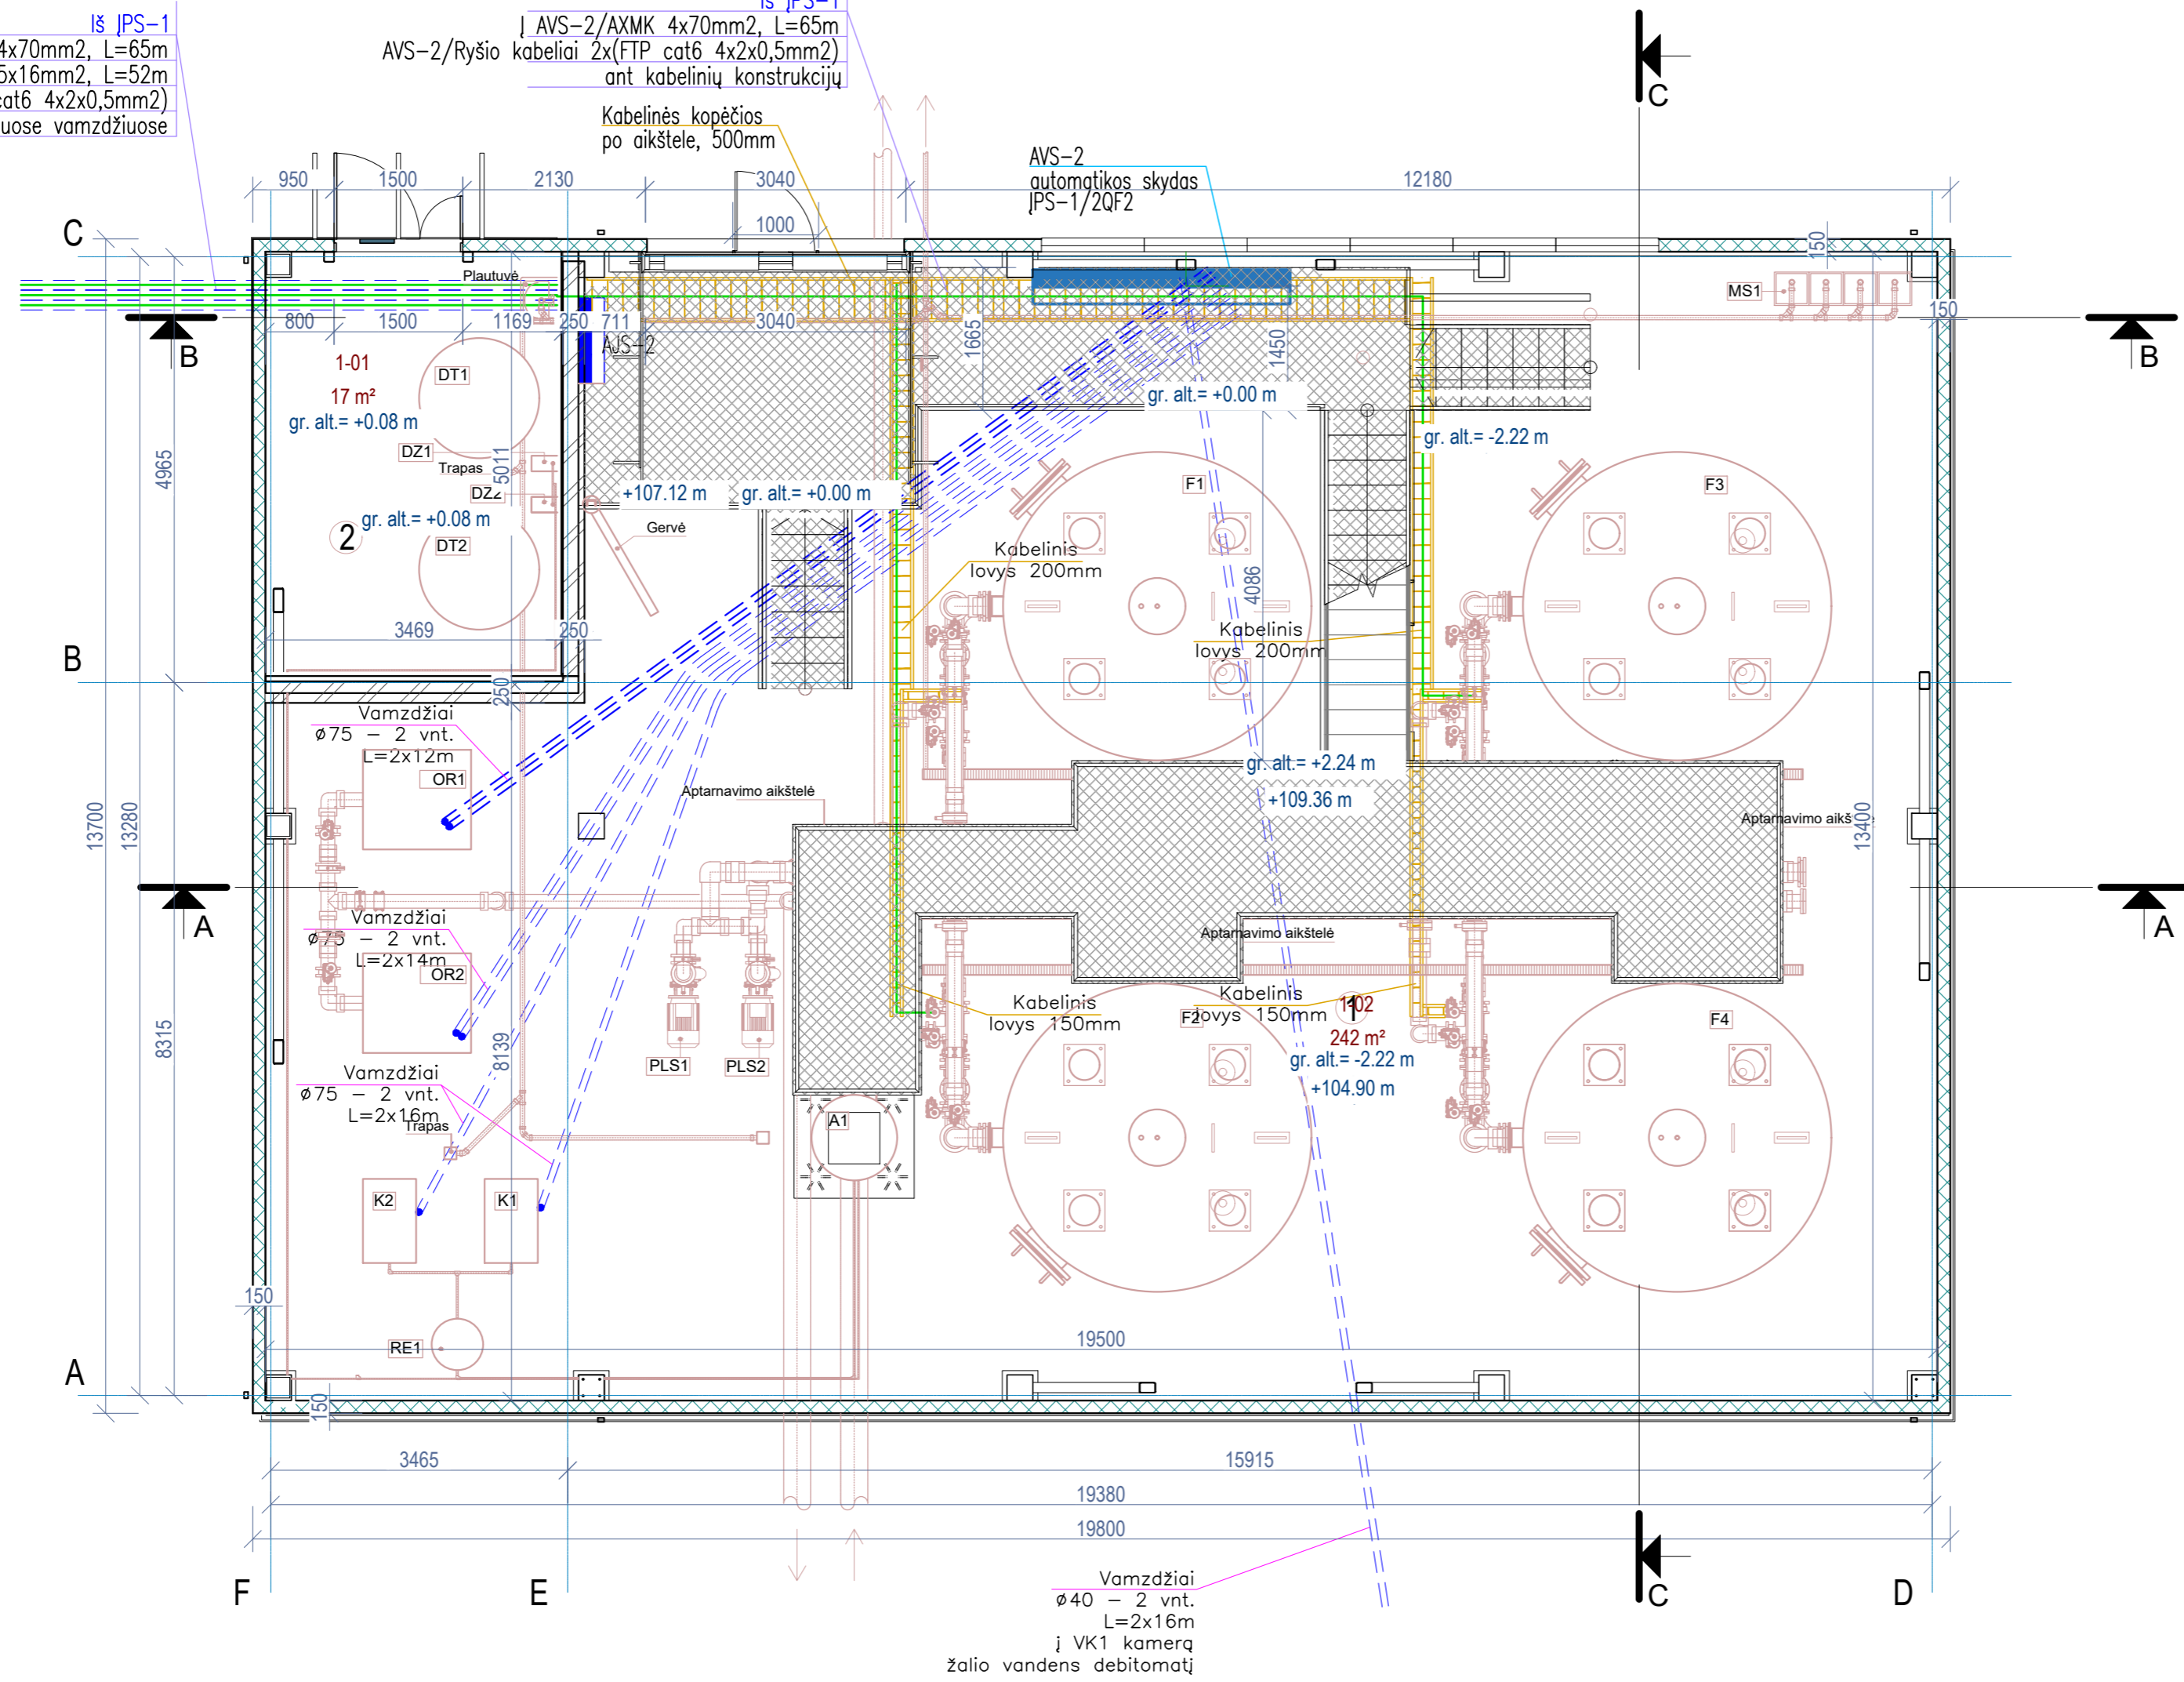 Iš ĮPS-1
4x70mm2, L=65m
5x16mm2, L=52m
cat6 4x2x0,5mm2)
uose vamzdžiuose
Iš ĮPS-1
Į AVS-2/AXMK 4x70mm2, L=65m
AVS-2/Ryšio kabeliai 2x(FTP cat6 4x2x0,5mm2)
ant kabelinių konstrukcijų
Kabelinės kopėčios
po aikštele, 500mm
AVS-2
automatikos skydas
ĮPS-1/2QF2
C
950
1500
2130
3040
12180
1000
C
150
Plautuvė
MS1
150
800
1500
1169
250
711
3040
AJS-2
1665
1450
B
B
1-01
17 m²
gr. alt.= +0.08 m
DT1
DZ1
Trapas
DZ2
5011
4965
gr. alt.= +0.00 m
gr. alt.= -2.22 m
+107.12 m
gr. alt.= +0.00 m
F1
F3
2
gr. alt.= +0.08 m
DT2
Gervė
Kabelinis
lovys 200mm
4086
Kabelinis
lovys 200mm
3469
250
B
250
Vamzdžiai
ø75 - 2 vnt.
L=2x12m
OR1
gr. alt.= +2.24 m
+109.36 m
Aptarnavimo aikštelė
Aptarnavimo aikš
13700
13280
13400
A
A
Vamzdžiai
ø75 - 2 vnt.
L=2x14m
OR2
Aptarnavimo aikštelė
Kabelinis
lovys 150mm
Kabelinis
lovys 150mm
F2
1
1-02
242 m²
gr. alt.= -2.22 m
+104.90 m
F4
8315
8139
PLS1
PLS2
Vamzdžiai
ø75 - 2 vnt.
L=2x16m
Trapas
A1
K2
K1
150
RE1
19500
A
150
3465
15915
19380
19800
F
E
D
C
Vamzdžiai
ø40 - 2 vnt.
L=2x16m
į VK1 kamerą
žalio vandens debitomatį